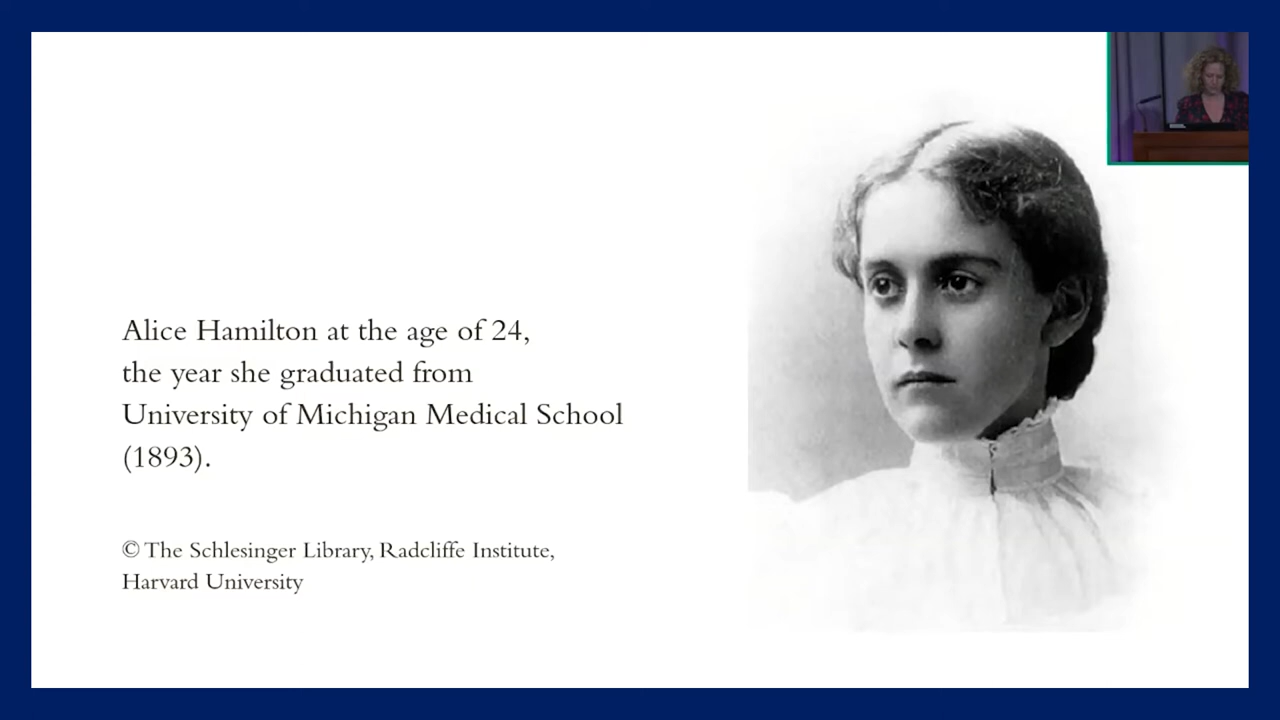 Alice Hamilton at the age of 24,
the year she graduated from
University of Michigan Medical School
(1893).
© The Schlesinger Library, Radcliffe Institute,
Harvard University